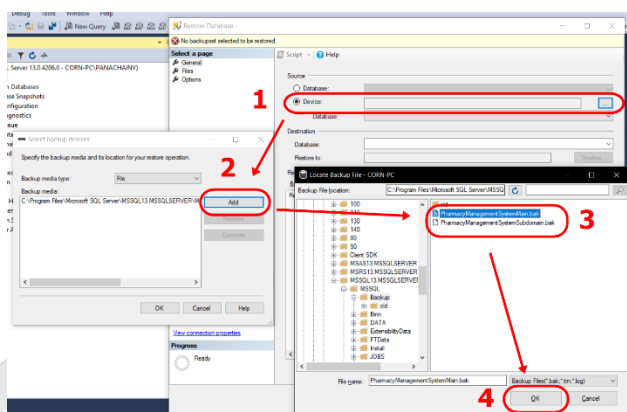 Debug Tools Window Help
New Query
Restore Database -
No backupset selected to be restored.
Select a page
General
Files
Options
Script
Help
L Server 13.0.4206.0 - CORN-PC\PANACHAINY)
Databases
se Snapshots
nfiguration
agnostics
Source
Database:
1
Device:
...
Database:
Destination
Database:
Restore to:
Timeline...
Select backup devices
Specify the backup media and its location for your restore operation.
2
Backup media type:
File
Backup media:
C:\Program Files\Microsoft SQL Server\MSSQL13.MSSQLSERVER\M
Add
Remove
Contents
OK
Cancel
Help
View connection properties
Progress
Ready
Locate Backup File - CORN-PC
Backup File location:
C:\Program Files\Microsoft SQL Server\MSSQ
100
110
130
140
80
90
Client SDK
MSAS13.MSSQLSERVER
MSRS13.MSSQLSERVER
MSSQL13.MSSQLSERVER
MSSQL
Backup
old
Binn
DATA
ExtensibilityData
FTData
Install
JOBS
old
PharmacyManagementSystemMain.bak
PharmacyManagementSystemSubdomain.bak
3
File name:
PharmacyManagementSystemMain.bak
Backup Files(*.bak;*.trn;*.log)
4
OK
Cancel